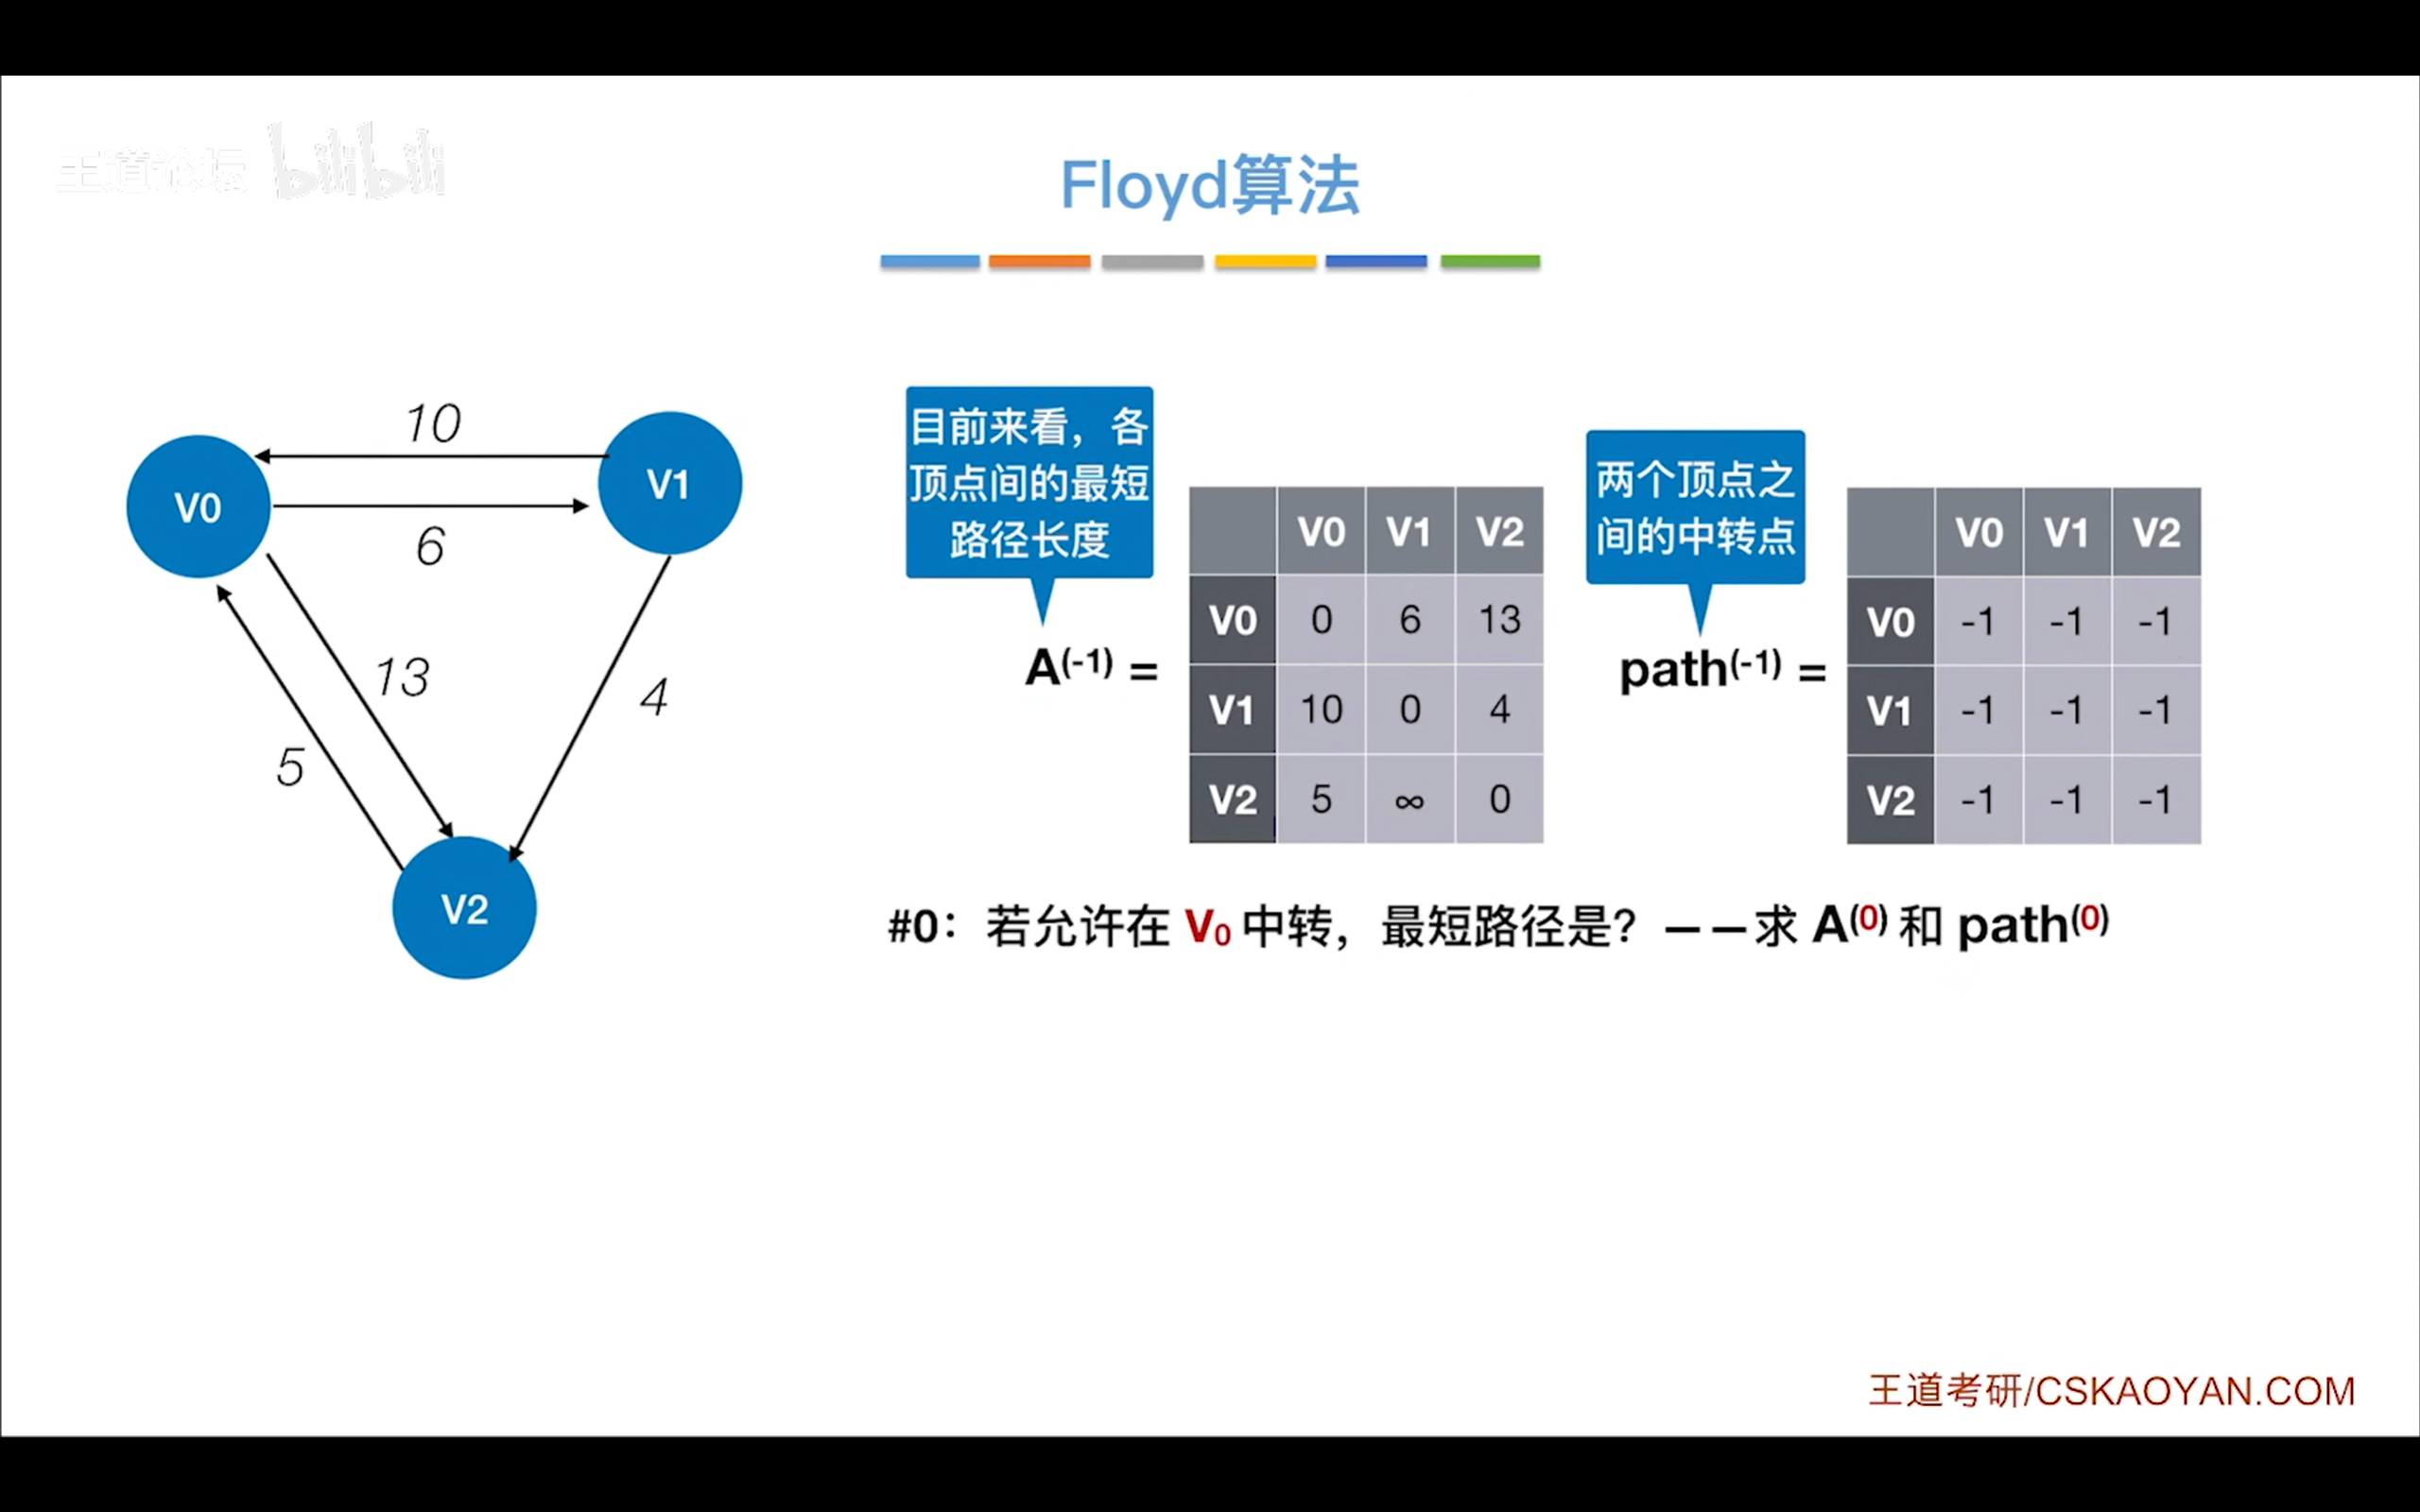 王道论坛 bilibili
Floyd算法
10
V0
V1
6
13
4
5
V2
目前来看，各
顶点间的最短
路径长度
A(-1) =
V0 V1 V2
V0 0 6 13
V1 10 0 4
V2 5 ∞ 0
两个顶点之
间的中转点
path(-1) =
V0 V1 V2
V0 -1 -1 -1
V1 -1 -1 -1
V2 -1 -1 -1
#0：若允许在 V0 中转，最短路径是？——求 A(0) 和 path(0)
王道考研/CSKAOYAN.COM